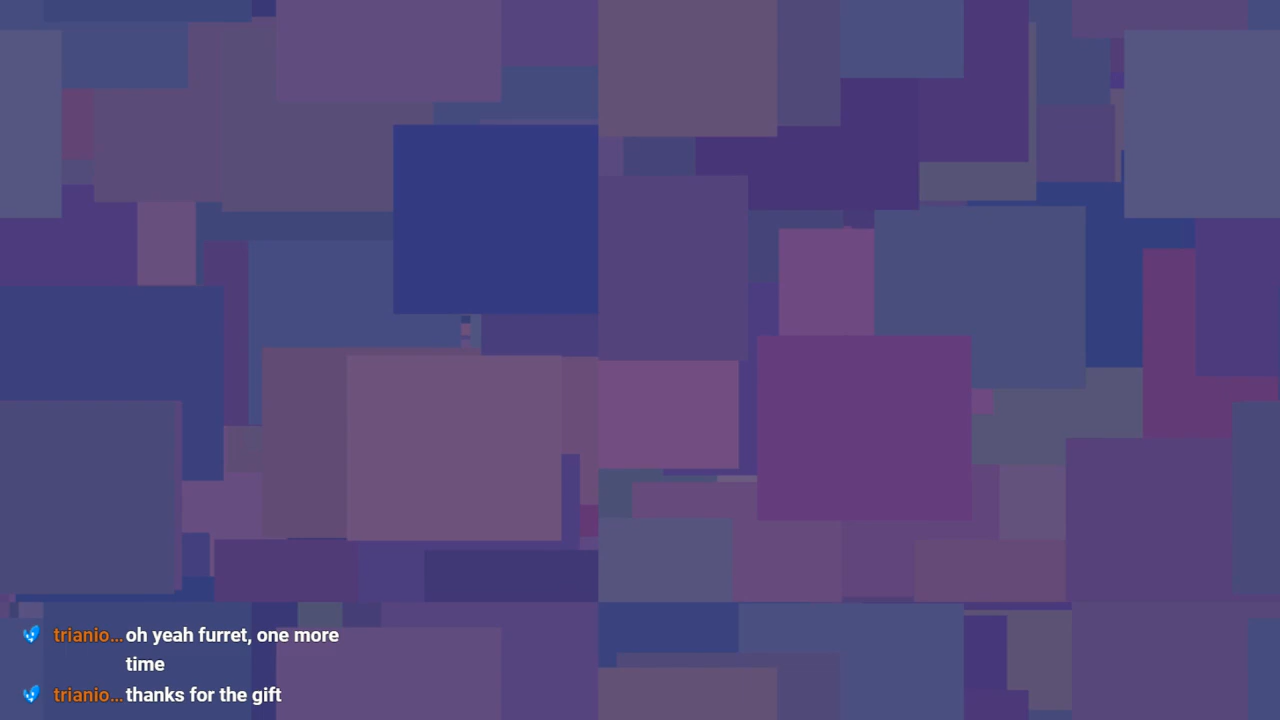 trianio…oh yeah furret, one more
time
trianio…thanks for the gift